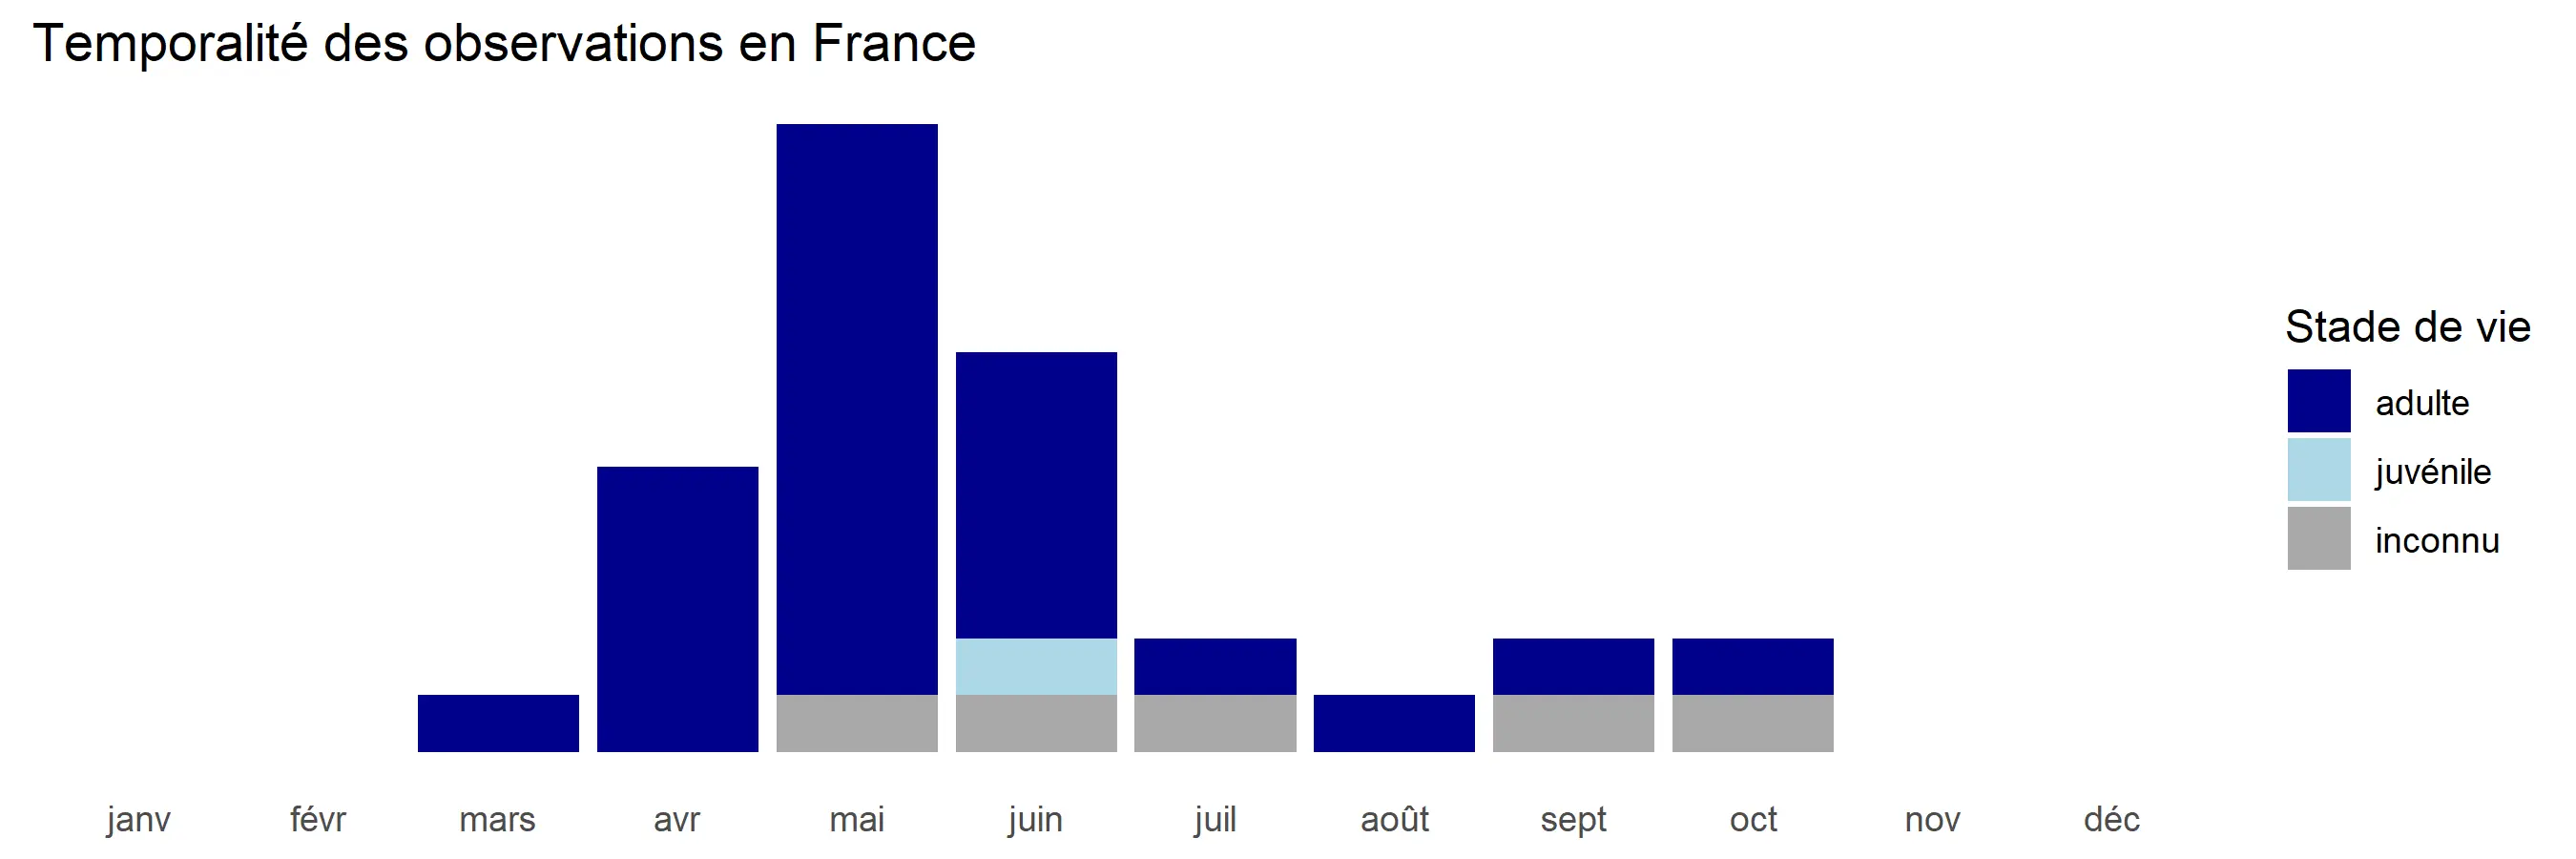 Temporalité des observations en France
Stade de vie
adulte
juvénile
inconnu
janv févr mars avr mai juin juil août sept oct nov déc